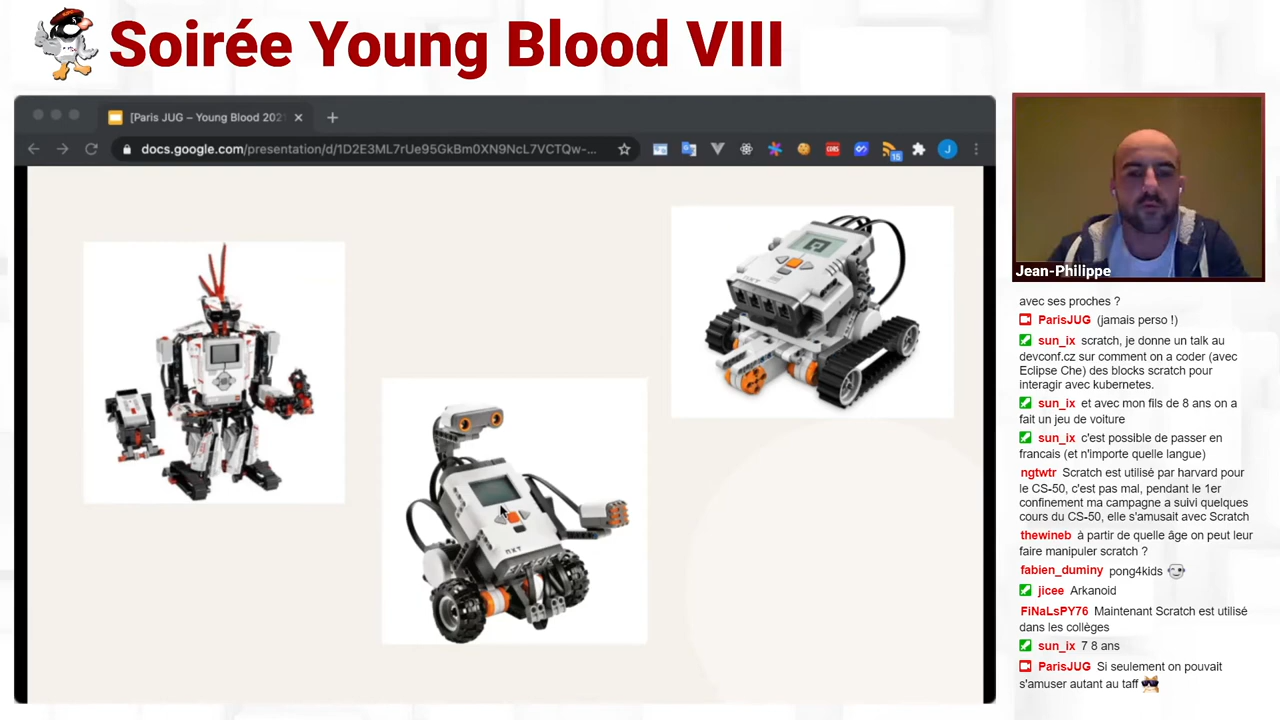 Soirée Young Blood VIII
[Paris JUG – Young Blood 202
docs.google.com/presentation/d/1D2E3ML7rUe95GkBm0XN9NcL7VCTQw-...
CORS
15
J
nxt
nxt
Jean-Philippe
avec ses proches ?
ParisJUG (jamais perso !)
sun_ix scratch, je donne un talk au
devconf.cz sur comment on a coder (avec
Eclipse Che) des blocks scratch pour
interagir avec kubernetes.
sun_ix et avec mon fils de 8 ans on a
fait un jeu de voiture
sun_ix c'est possible de passer en
francais (et n'importe quelle langue)
ngtwtr Scratch est utilisé par harvard pour
le CS-50, c'est pas mal, pendant le 1er
confinement ma campagne a suivi quelques
cours du CS-50, elle s'amusait avec Scratch
thewineb à partir de quelle âge on peut leur
faire manipuler scratch ?
fabien_duminy pong4kids
jicee Arkanoid
FiNaLsPY76 Maintenant Scratch est utilisé
dans les collèges
sun_ix 7 8 ans
ParisJUG Si seulement on pouvait
s'amuser autant au taff